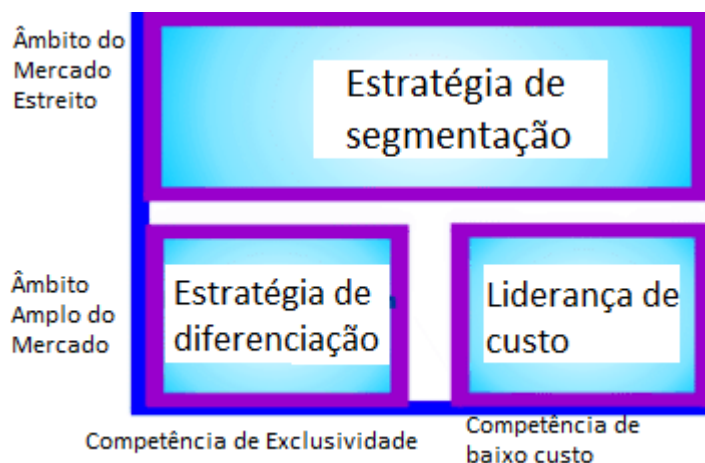 Âmbito do
Mercado
Estreito
Estratégia de
segmentação
Âmbito
Amplo do
Mercado
Estratégia de
diferenciação
Liderança de
custo
Competência de Exclusividade
Competência de
baixo custo